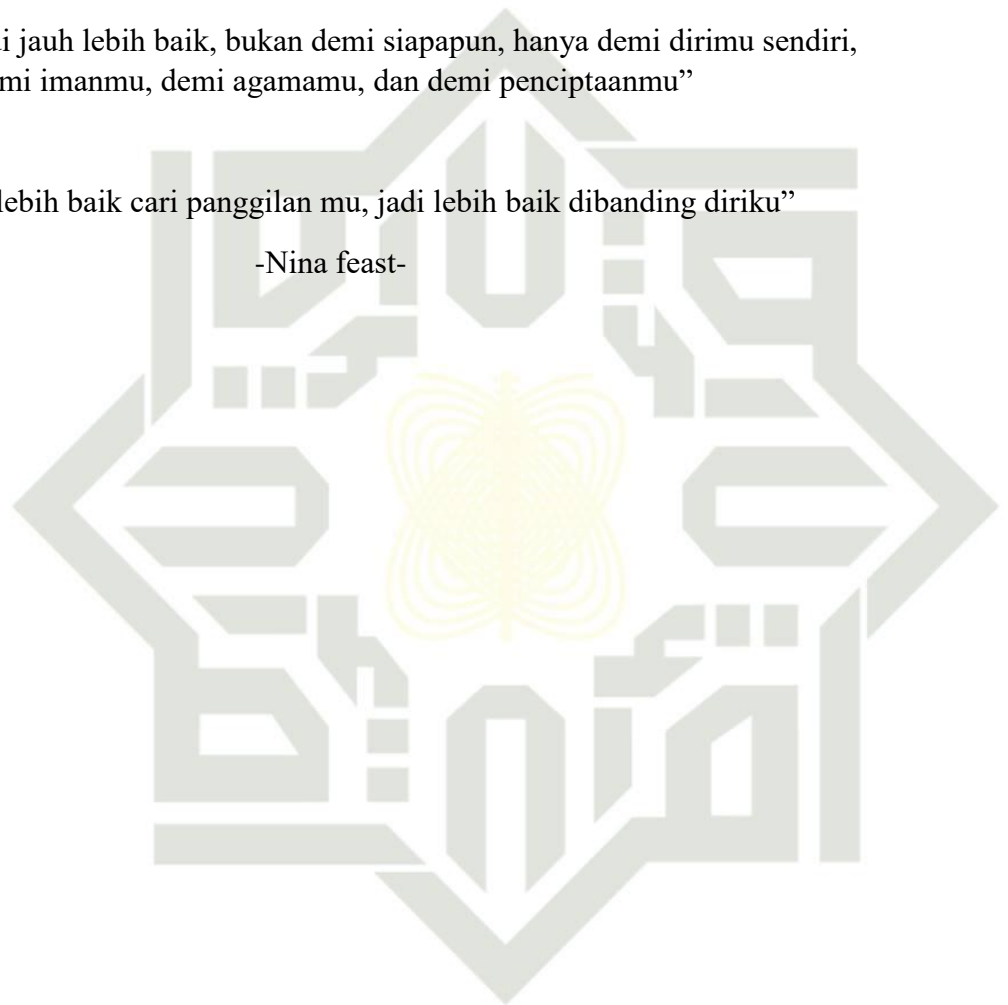 jauh lebih baik, bukan demi siapapun, hanya demi dirimu sendiri,
imanmu, demi agamamu, dan demi penciptaanmu”
lebih baik cari panggilan mu, jadi lebih baik dibanding diriku”
-Nina feast-